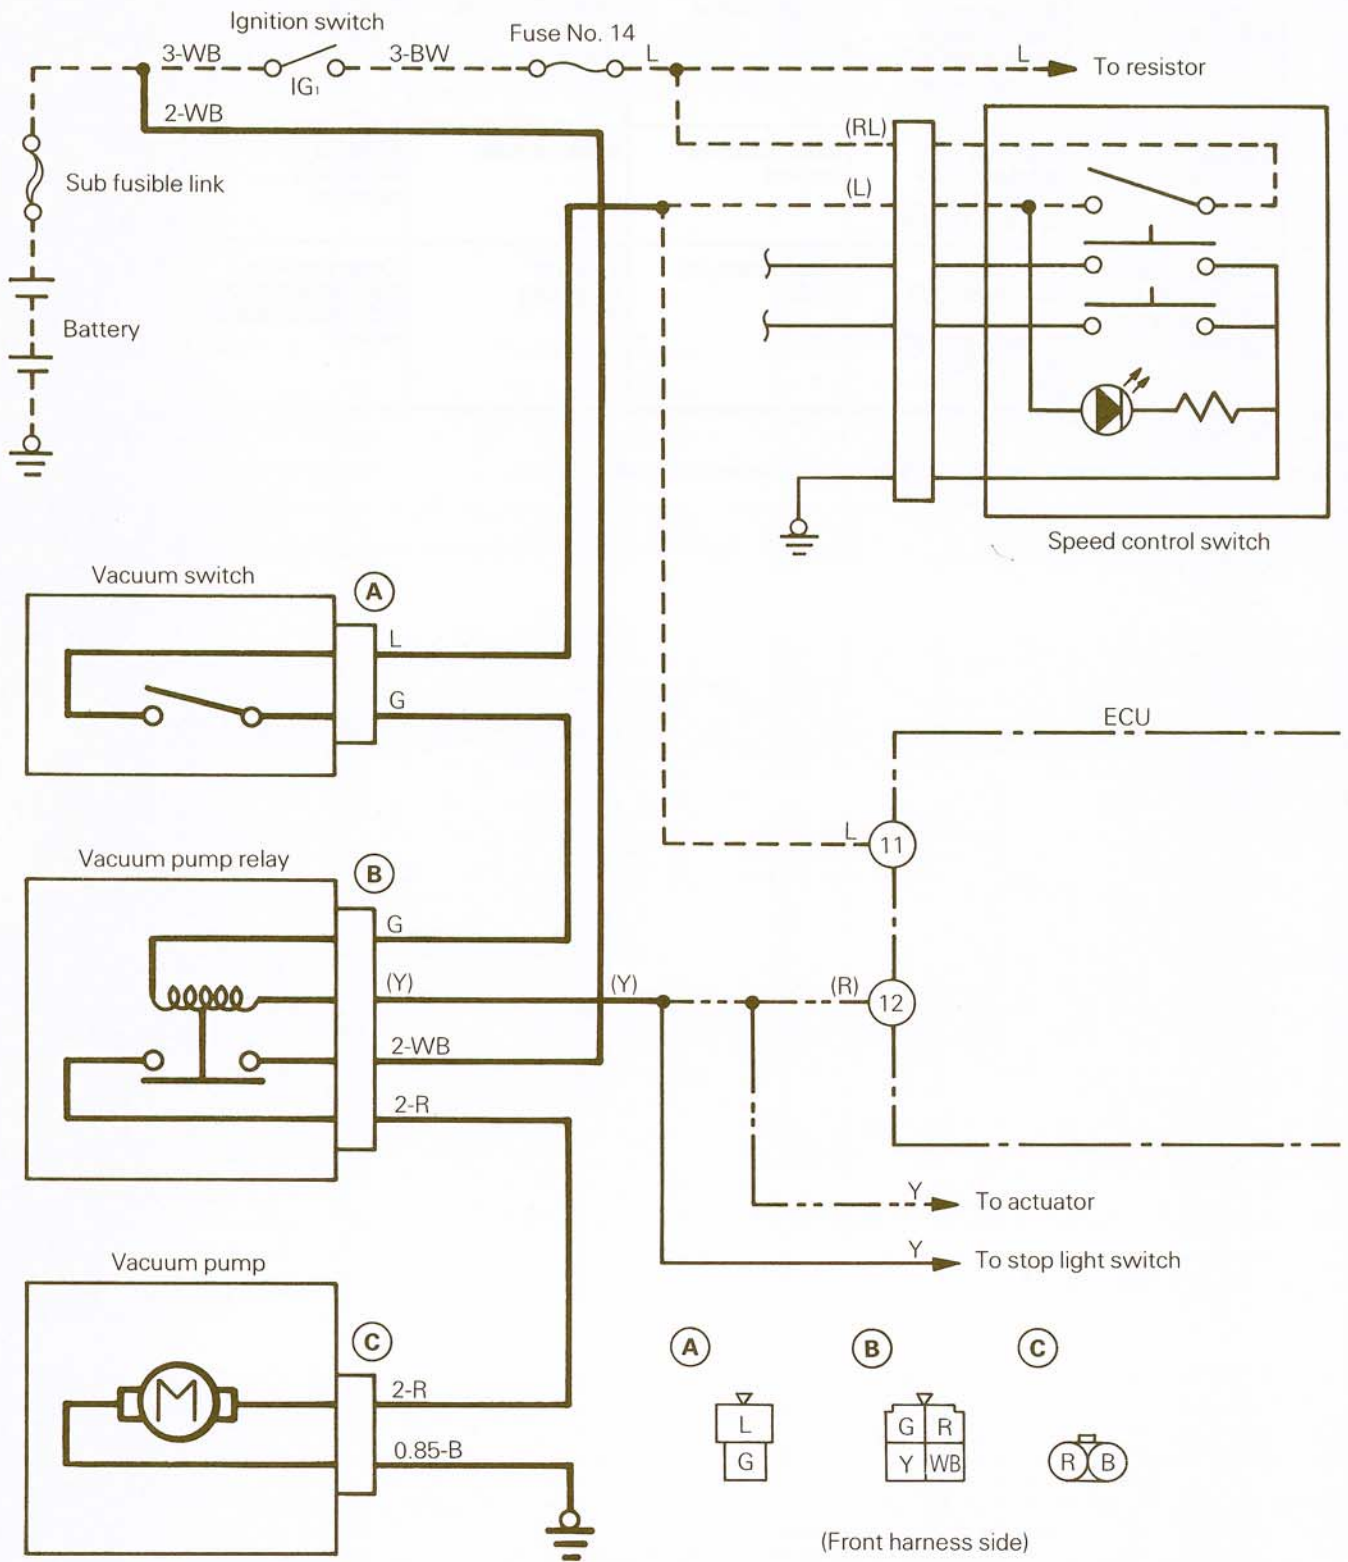 Ignition switch
Fuse No. 14
3-WB
3-BW
L
L
To resistor
IG₁
2-WB
(RL)
Sub fusible link
(L)
Battery
Speed control switch
Vacuum switch
A
L
G
ECU
L
11
Vacuum pump relay
B
G
(Y)
(Y)
(R)
12
2-WB
2-R
Y
To actuator
Y
To stop light switch
Vacuum pump
C
A
B
C
M
2-R
L
G R
0.85-B
G
Y WB
R B
(Front harness side)